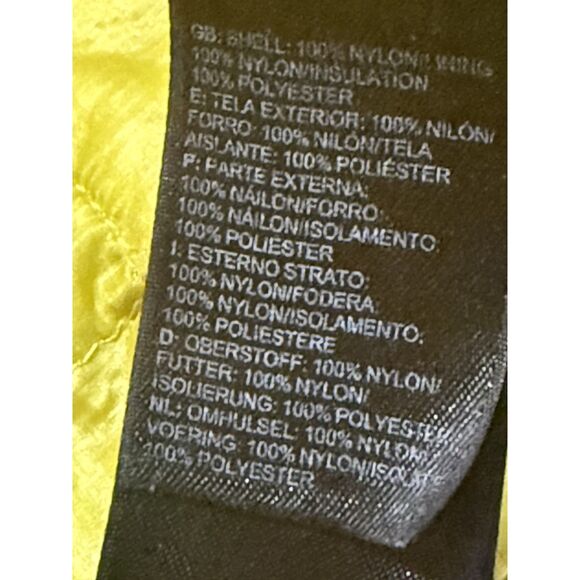 GB: SHELL: 100% NYLON/LINING:
100% NYLON/INSULATION
100% POLYESTER
E: TELA EXTERIOR: 100% NILÓN/
FORRO: 100% NILÓN/TELA
AISLANTE: 100% POLIÉSTER
P: PARTE EXTERNA:
100% NÁILON/FORRO:
100% NÁILON/ISOLAMENTO:
100% POLIESTER
I: ESTERNO STRATO:
100% NYLON/FODERA:
100% NYLON/ISOLAMENTO:
100% POLIESTERE
D: OBERSTOFF: 100% NYLON/
FUTTER: 100% NYLON/
ISOLIERUNG: 100% POLYESTER
NL: OMHULSEL: 100% NYLON/
VOERING: 100% NYLON/ISOLATIE
100% POLYESTER